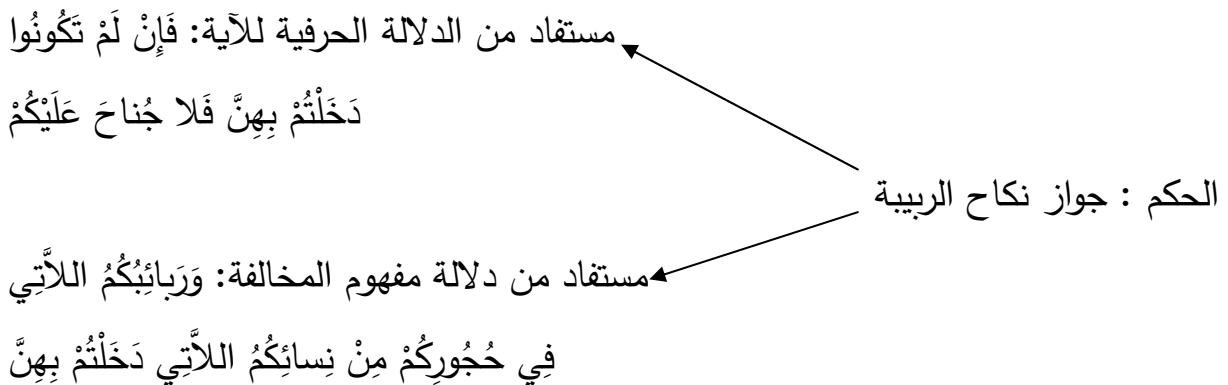 مستفاد من الدلالة الحرفية للآية: فَإِنْ لَمْ تَكُونُوا
دَخَلْتُمْ بِهِنَّ فَلا جُناحَ عَلَيْكُمْ
الحكم : جواز نكاح الربيبة
مستفاد من دلالة مفهوم المخالفة: وَرَبائِبُكُمُ اللاَّتِي
فِي حُجُورِكُمْ مِنْ نِسائِكُمُ اللاَّتِي دَخَلْتُمْ بِهِنَّ